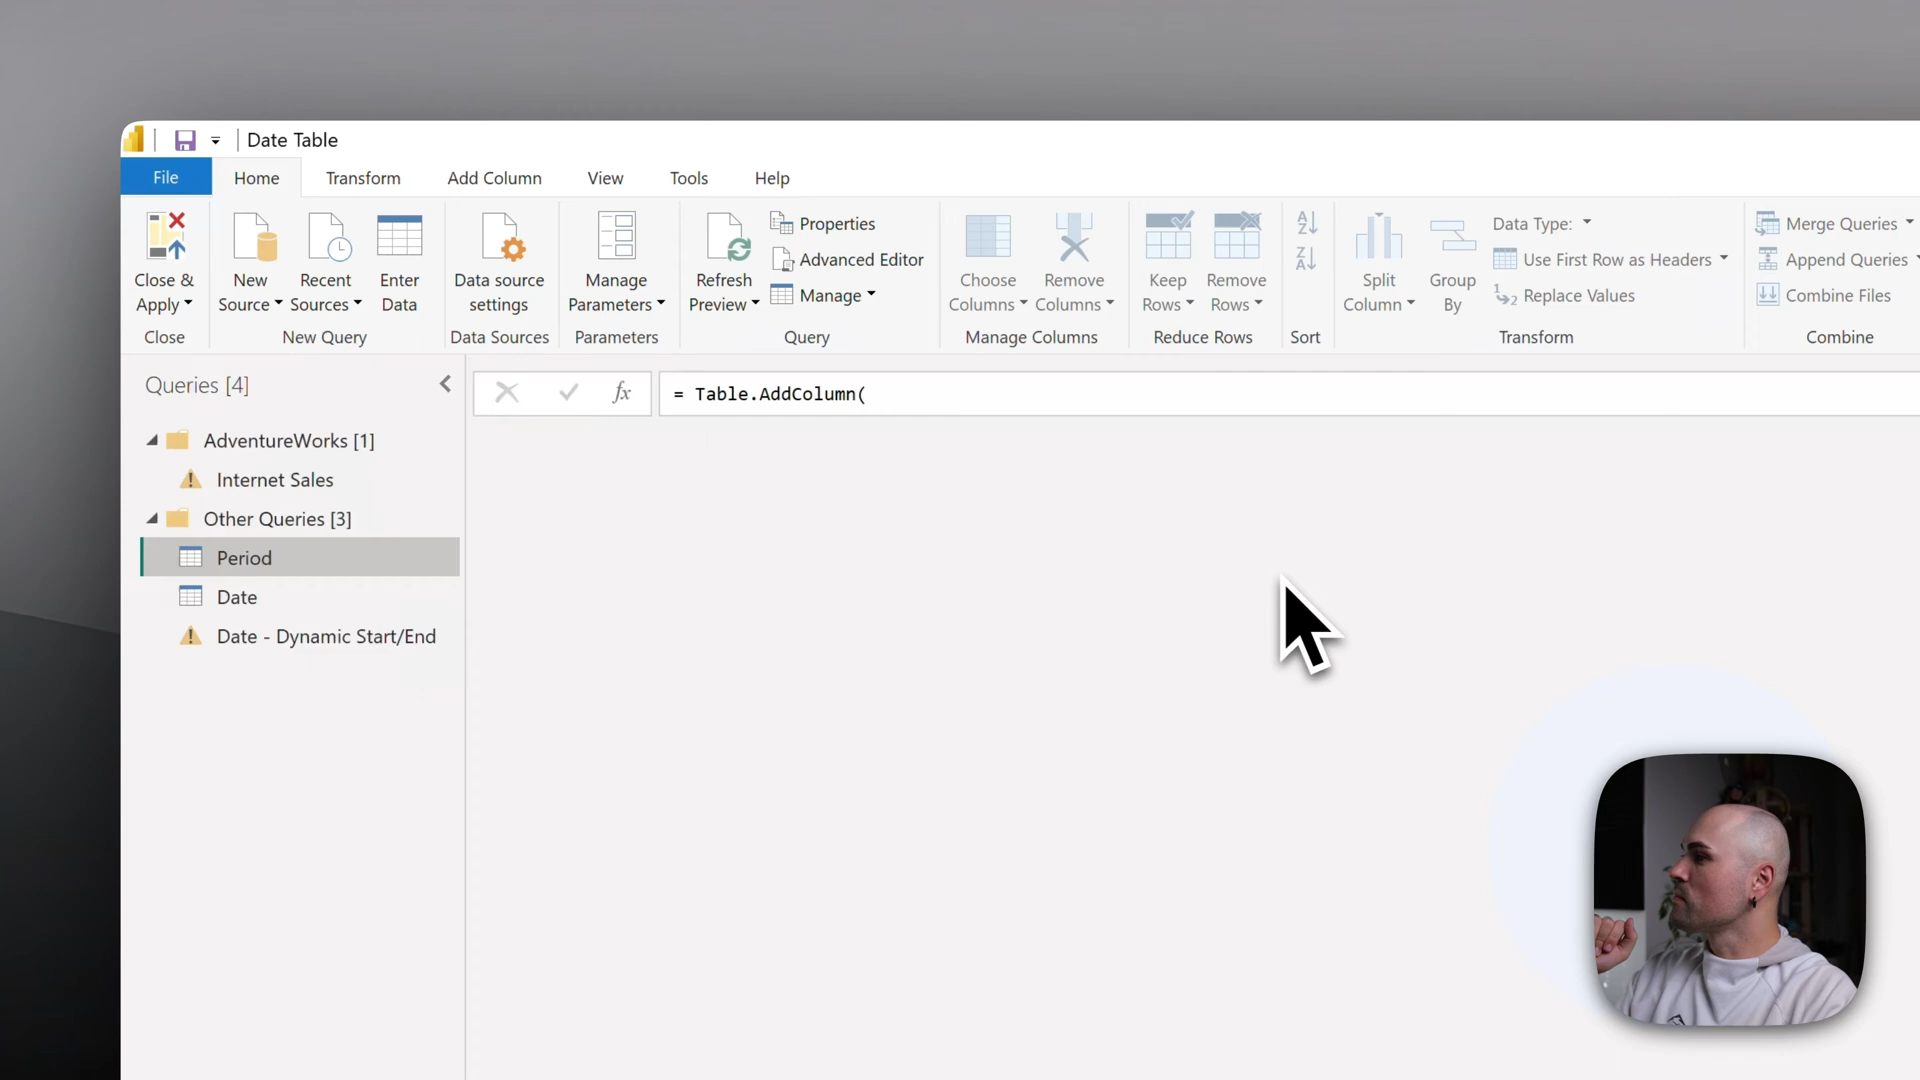 Date Table
File Home Transform Add Column View Tools Help
Close & Apply
New Source
Recent Sources
Enter Data
Data source settings
Manage Parameters
Refresh Preview
Properties
Advanced Editor
Manage
Choose Columns
Remove Columns
Keep Rows
Remove Rows
A Z
Z A
Split Column
Group By
Data Type:
Use First Row as Headers
1 2 Replace Values
Merge Queries
Append Queries
Combine Files
Close New Query Data Sources Parameters Query Manage Columns Reduce Rows Sort Transform Combine
Queries [4]
fx = Table.AddColumn(
AdventureWorks [1]
Internet Sales
Other Queries [3]
Period
Date
Date - Dynamic Start/End